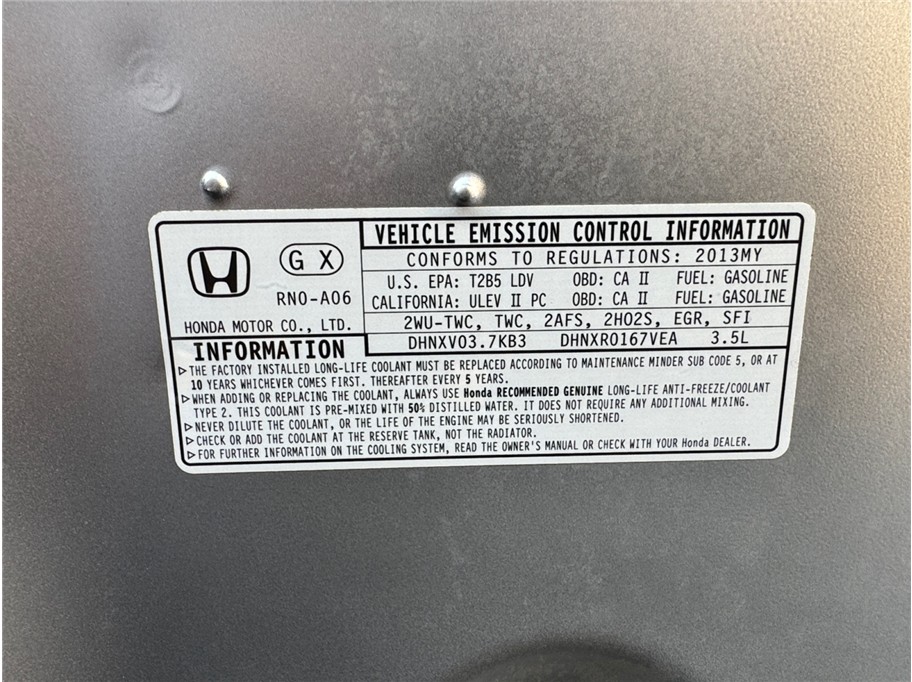 G X
RN0-A06
HONDA MOTOR CO., LTD.
VEHICLE EMISSION CONTROL INFORMATION
CONFORMS TO REGULATIONS: 2013MY
U.S. EPA: T2B5 LDV OBD: CA II FUEL: GASOLINE
CALIFORNIA: ULEV II PC OBD: CA II FUEL: GASOLINE
2WU-TWC, TWC, 2AFS, 2HO2S, EGR, SFI
DHNXV03.7KB3 DHNXR0167VEA 3.5L
INFORMATION
▷THE FACTORY INSTALLED LONG-LIFE COOLANT MUST BE REPLACED ACCORDING TO MAINTENANCE MINDER SUB CODE 5, OR AT
10 YEARS WHICHEVER COMES FIRST. THEREAFTER EVERY 5 YEARS.
▷WHEN ADDING OR REPLACING THE COOLANT, ALWAYS USE Honda RECOMMENDED GENUINE LONG-LIFE ANTI-FREEZE/COOLANT
TYPE 2. THIS COOLANT IS PRE-MIXED WITH 50% DISTILLED WATER. IT DOES NOT REQUIRE ANY ADDITIONAL MIXING.
▷NEVER DILUTE THE COOLANT, OR THE LIFE OF THE ENGINE MAY BE SERIOUSLY SHORTENED.
▷CHECK OR ADD THE COOLANT AT THE RESERVE TANK, NOT THE RADIATOR.
▷FOR FURTHER INFORMATION ON THE COOLING SYSTEM, READ THE OWNER'S MANUAL OR CHECK WITH YOUR Honda DEALER.